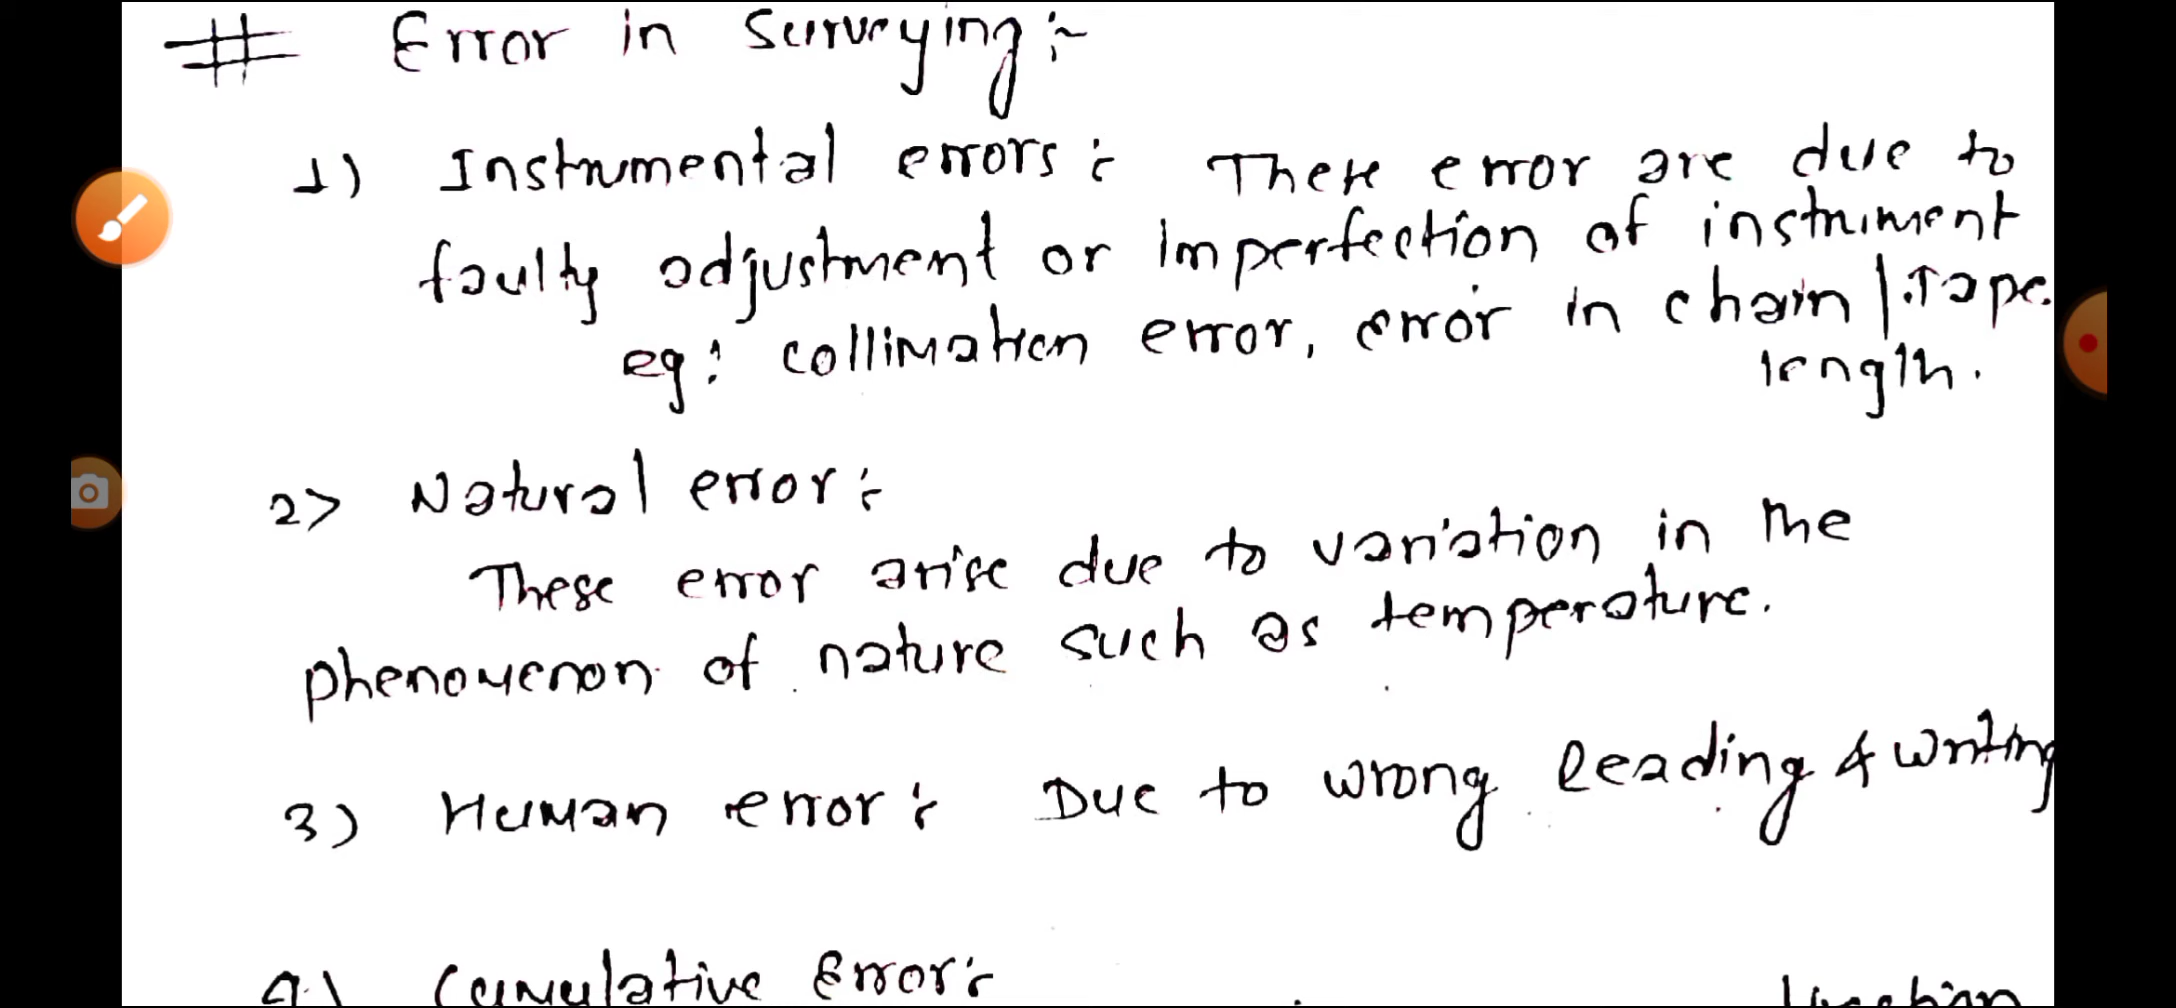 # Error in Surveying :-
1) Instrumental errors : These error are due to
faulty adjustment or Imperfection of instrument
eg : collimation error, error in chain / Tape
length.
2> Natural error :
These error arise due to variation in the
phenomenon of nature such as temperature.
3) Human error : Due to wrong Reading & writing
4.) Cumulative Error :